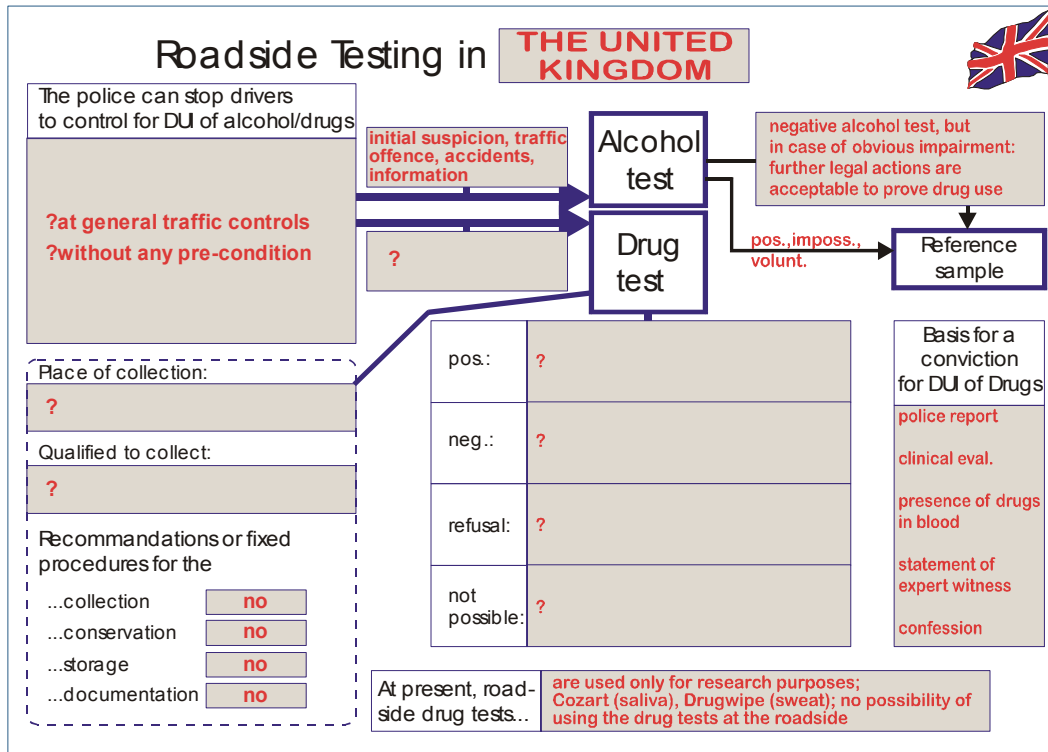 Roadside Testing in
THE UNITED
KINGDOM
The police can stop drivers
to control for DUI of alcohol/drugs
?at general traffic controls
?without any pre-condition
initial suspicion, traffic
offence, accidents,
information
?
Alcohol
test
Drug
test
negative alcohol test, but
in case of obvious impairment:
further legal actions are
acceptable to prove drug use
pos.,imposs.,
volunt.
Reference
sample
Place of collection:
?
Qualified to collect:
?
Recommandations or fixed
procedures for the
...collection no
...conservation no
...storage no
...documentation no
pos.: ?
neg.: ?
refusal: ?
not
possible: ?
Basis for a
conviction
for DUI of Drugs
police report
clinical eval.
presence of drugs
in blood
statement of
expert witness
confession
At present, road-
side drug tests...
are used only for research purposes;
Cozart (saliva), Drugwipe (sweat); no possibility of
using the drug tests at the roadside